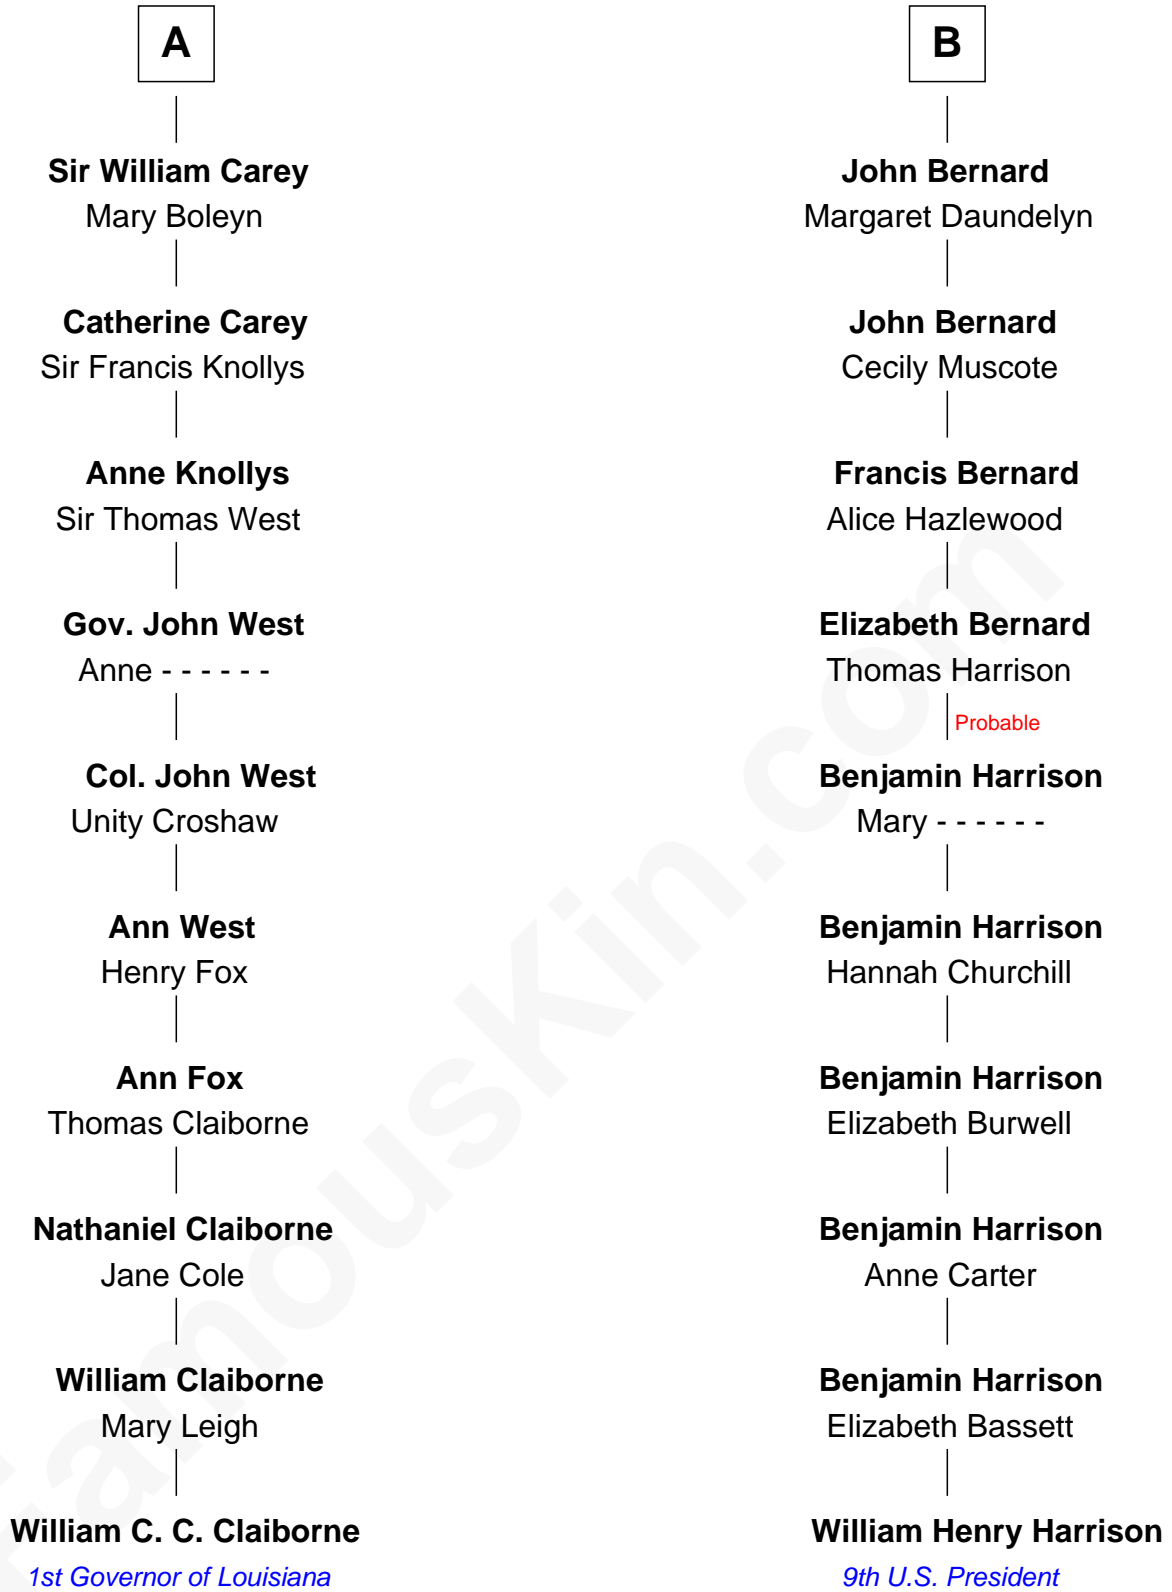 A
Sir William Carey
Mary Boleyn
Catherine Carey
Sir Francis Knollys
Anne Knollys
Sir Thomas West
Gov. John West
Anne - - - - - -
Col. John West
Unity Croshaw
Ann West
Henry Fox
Ann Fox
Thomas Claiborne
Nathaniel Claiborne
Jane Cole
William Claiborne
Mary Leigh
William C. C. Claiborne
1st Governor of Louisiana
B
John Bernard
Margaret Daundelyn
John Bernard
Cecily Muscote
Francis Bernard
Alice Hazlewood
Elizabeth Bernard
Thomas Harrison
Probable
Benjamin Harrison
Mary - - - - - -
Benjamin Harrison
Hannah Churchill
Benjamin Harrison
Elizabeth Burwell
Benjamin Harrison
Anne Carter
Benjamin Harrison
Elizabeth Bassett
William Henry Harrison
9th U.S. President
FamousKin.com